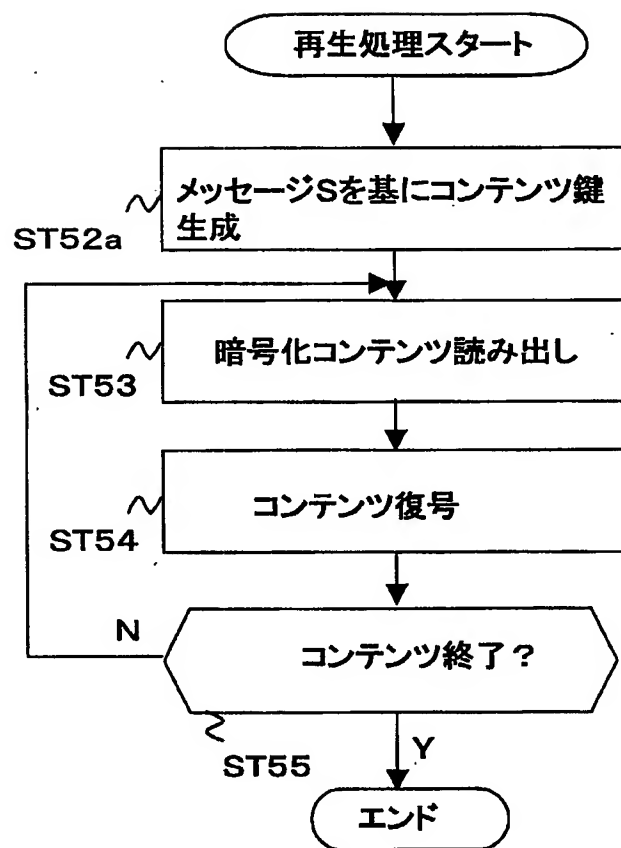 再生処理スタート
メッセージSを基にコンテンツ鍵
生成
ST52a
暗号化コンテンツ読み出し
ST53
コンテンツ復号
ST54
N
コンテンツ終了？
ST55
Y
エンド